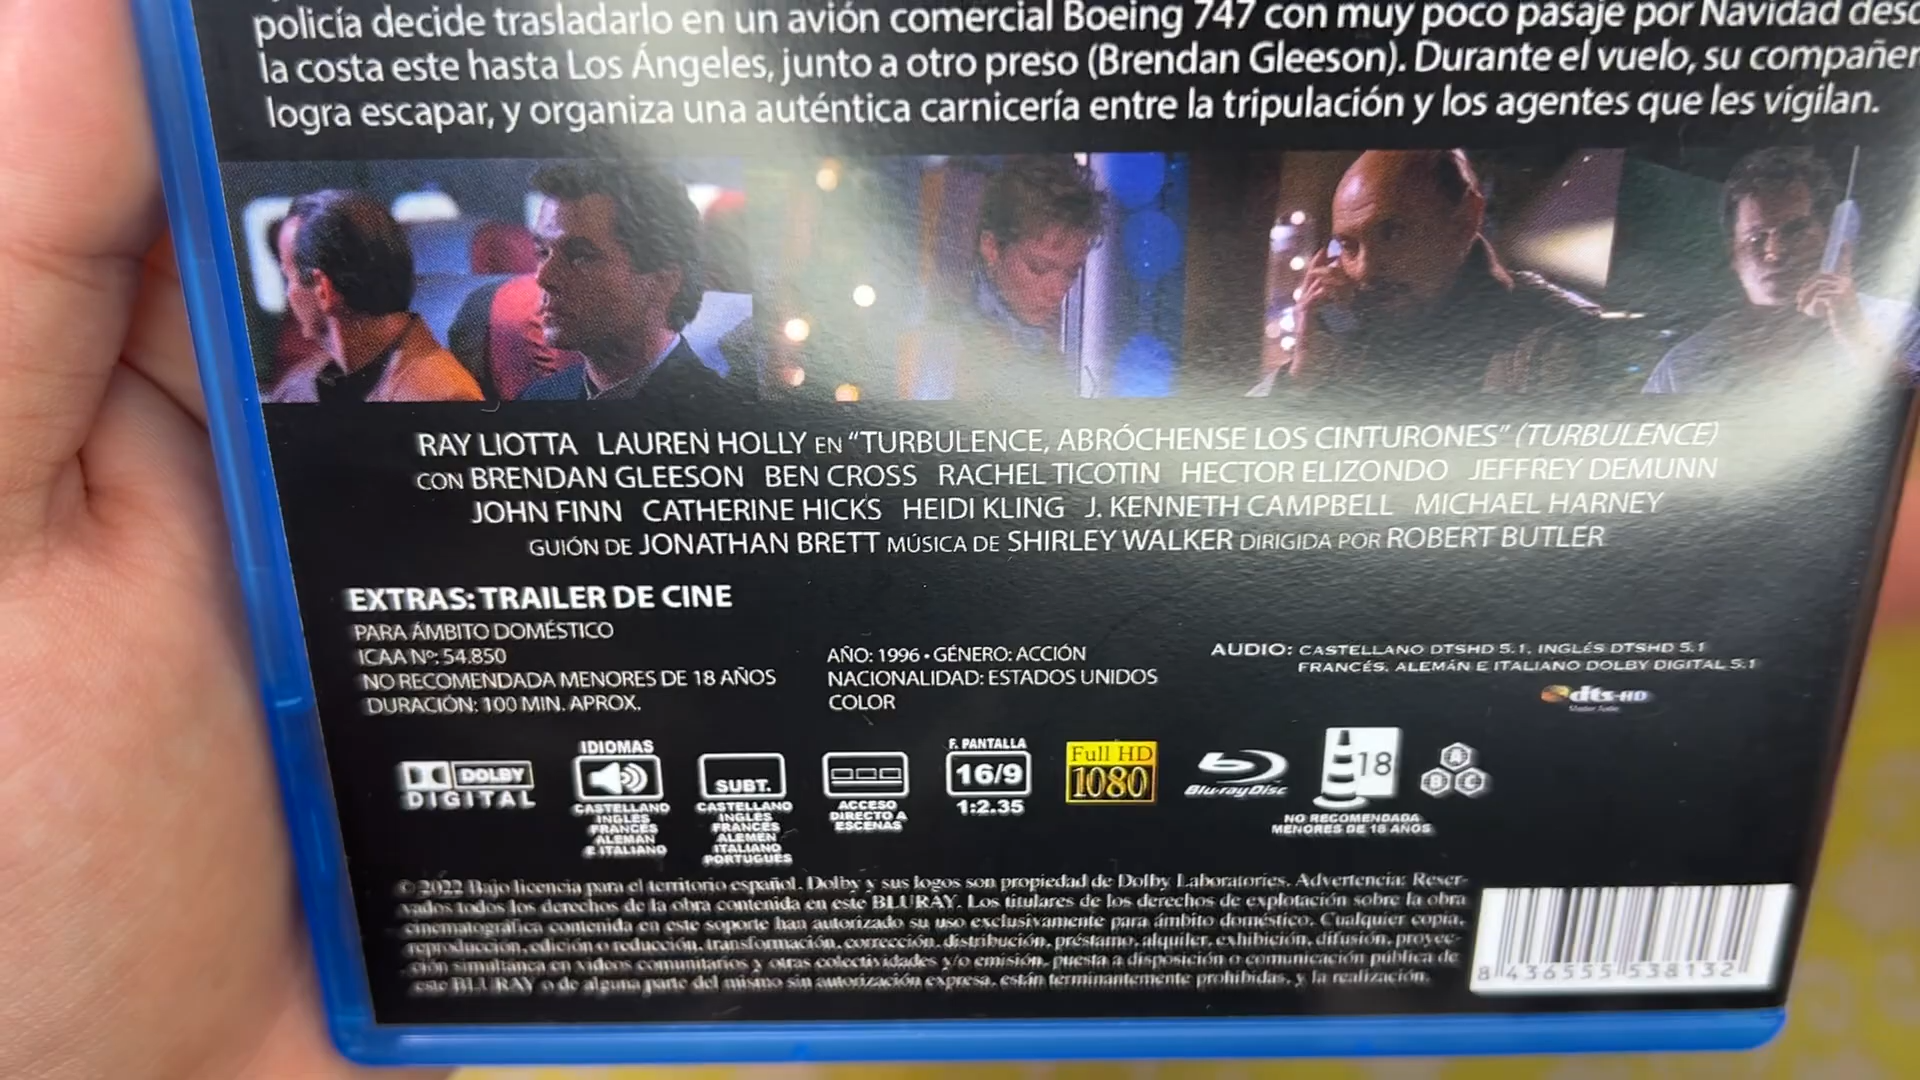 policía decide trasladarlo en un avión comercial Boeing 747 con muy poco pasaje por Navidad desd
la costa este hasta Los Ángeles, junto a otro preso (Brendan Gleeson). Durante el vuelo, su compañer
logra escapar, y organiza una auténtica carnicería entre la tripulación y los agentes que les vigilan.
RAY LIOTTA LAUREN HOLLY EN “TURBULENCE, ABRÓCHENSE LOS CINTURONES” (TURBULENCE)
CON BRENDAN GLEESON BEN CROSS RACHEL TICOTIN HECTOR ELIZONDO JEFFREY DEMUNN
JOHN FINN CATHERINE HICKS HEIDI KLING J. KENNETH CAMPBELL MICHAEL HARNEY
GUIÓN DE JONATHAN BRETT MÚSICA DE SHIRLEY WALKER DIRIGIDA POR ROBERT BUTLER
EXTRAS: TRAILER DE CINE
PARA ÁMBITO DOMÉSTICO
ICAA Nº: 54.850
NO RECOMENDADA MENORES DE 18 AÑOS
DURACIÓN: 100 MIN. APROX.
AÑO: 1996 • GÉNERO: ACCIÓN
NACIONALIDAD: ESTADOS UNIDOS
COLOR
AUDIO: CASTELLANO DTSHD 5.1, INGLÉS DTSHD 5.1
FRANCÉS, ALEMÁN E ITALIANO DOLBY DIGITAL 5.1
dts-HD
Master Audio
DOLBY
DIGITAL
IDIOMAS
CASTELLANO
INGLES
FRANCES
ALEMAN
E ITALIANO
SUBT.
CASTELLANO
INGLES
FRANCES
ALEMEN
ITALIANO
PORTUGUES
ACCESO
DIRECTO A
ESCENAS
F. PANTALLA
16/9
1:2.35
Full HD
1080
Blu-ray Disc
18
NO RECOMENDADA
MENORES DE 18 AÑOS
A
B C
© 2022 Bajo licencia para el territorio español. Dolby y sus logos son propiedad de Dolby Laboratories. Advertencia: Reser-
vados todos los derechos de la obra contenida en este BLURAY. Los titulares de los derechos de explotación sobre la obra
cinematográfica contenida en este soporte han autorizado su uso exclusivamente para ámbito doméstico. Cualquier copia,
reproducción, edición o reducción, transformación, corrección, distribución, préstamo, alquiler, exhibición, difusión, proyec-
ción simultánea en videos comunitarios y otras colectividades y/o emisión, puesta a disposición o comunicación pública de
este BLURAY o de alguna parte del mismo sin autorización expresa, están terminantemente prohibidas, y la realización.
8 436555 538132